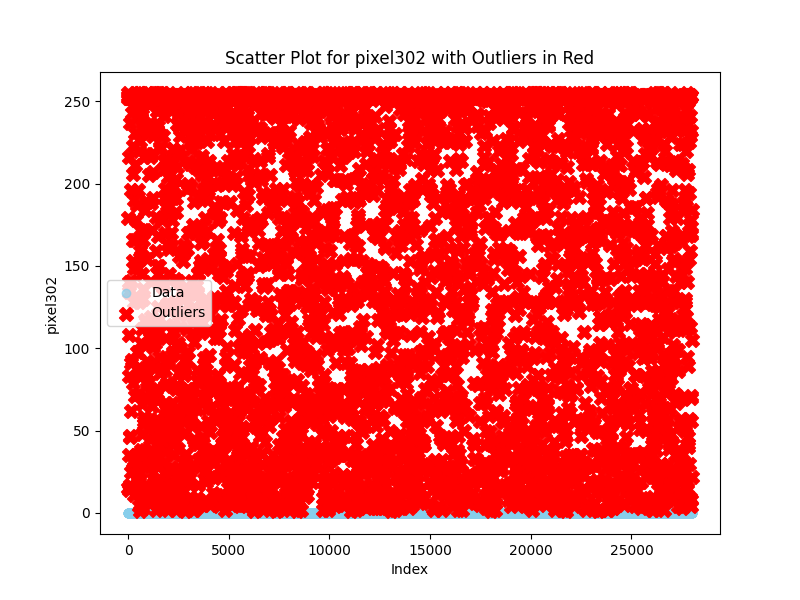 Scatter Plot for pixel302 with Outliers in Red
250
200
150
100
50
0
pixel302
Data
Outliers
0 5000 10000 15000 20000 25000
Index